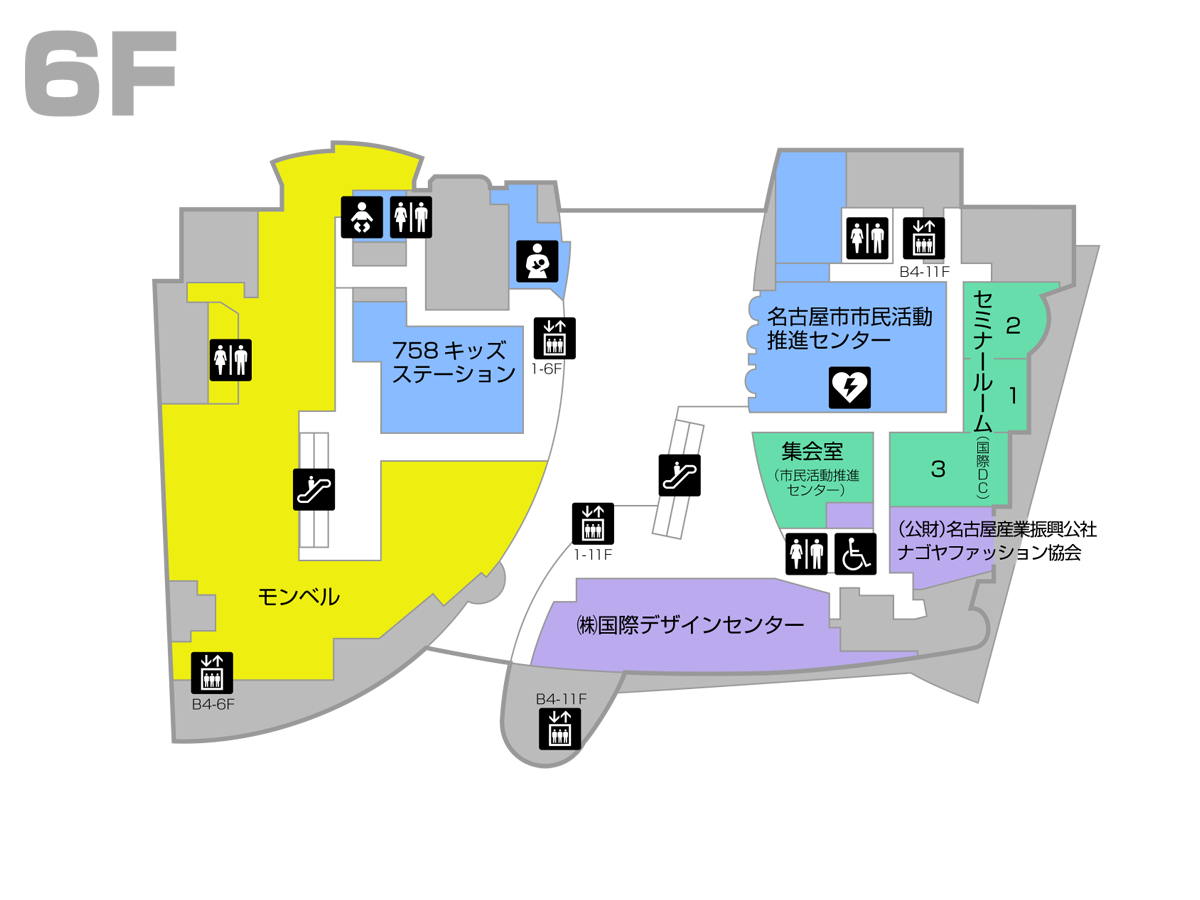 6F
B4-11F
名古屋市市民活動
推進センター
758 キッズ
ステーション
1-6F
セミナールーム
(国際DC)
2
1
3
集会室
(市民活動推進
センター)
1-11F
(公財)名古屋産業振興公社
ナゴヤファッション協会
モンベル
㈱国際デザインセンター
B4-6F
B4-11F